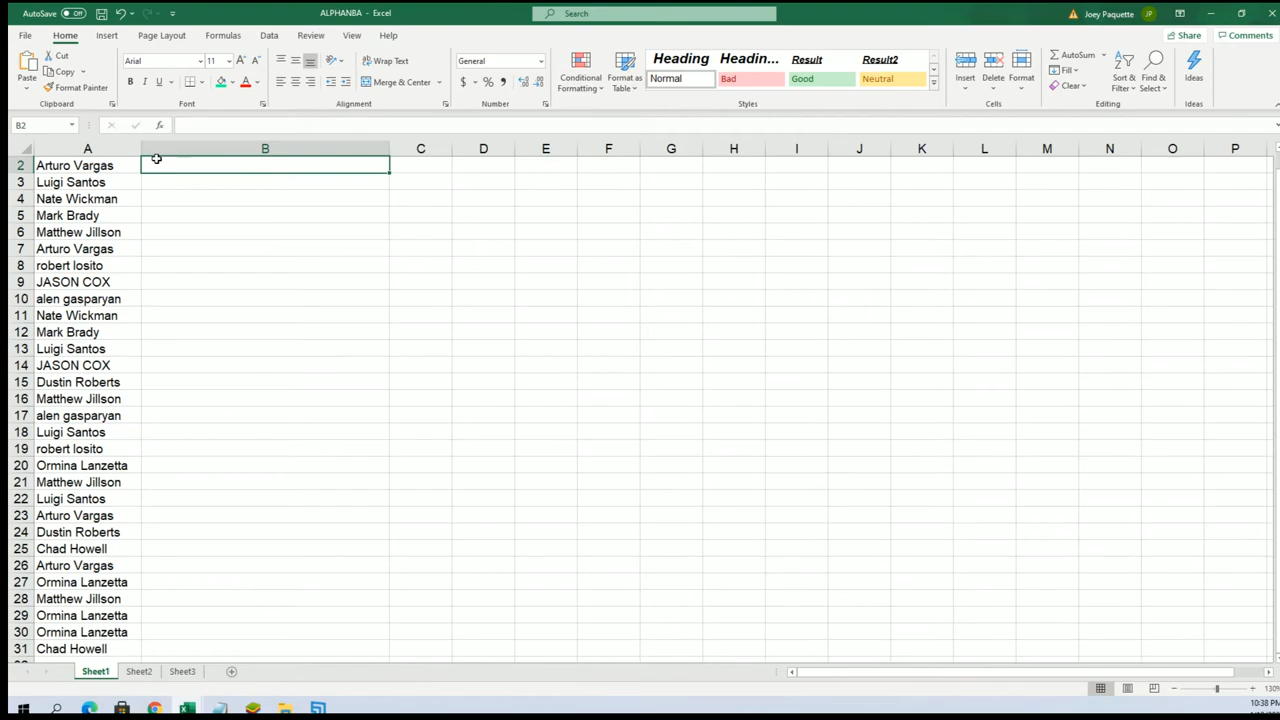 AutoSave Off ALPHANBA - Excel Search Joey Paquette JP
File Home Insert Page Layout Formulas Data Review View Help Share Comments
Paste Cut Copy Format Painter Clipboard
Arial 11 A A B I U A Font
Wrap Text Merge & Center Alignment
General $ % Number
Conditional Formatting Format as Table
Heading Headin... Result Result2
Normal Bad Good Neutral
Styles
Insert Delete Format Cells
AutoSum Fill Clear Sort & Filter Find & Select Editing
Ideas Ideas
B2 fx
A B C D E F G H I J K L M N O P
2 Arturo Vargas
3 Luigi Santos
4 Nate Wickman
5 Mark Brady
6 Matthew Jillson
7 Arturo Vargas
8 robert losito
9 JASON COX
10 alen gasparyan
11 Nate Wickman
12 Mark Brady
13 Luigi Santos
14 JASON COX
15 Dustin Roberts
16 Matthew Jillson
17 alen gasparyan
18 Luigi Santos
19 robert losito
20 Ormina Lanzetta
21 Matthew Jillson
22 Luigi Santos
23 Arturo Vargas
24 Dustin Roberts
25 Chad Howell
26 Arturo Vargas
27 Ormina Lanzetta
28 Matthew Jillson
29 Ormina Lanzetta
30 Ormina Lanzetta
31 Chad Howell
Sheet1 Sheet2 Sheet3
130%
10:38 PM